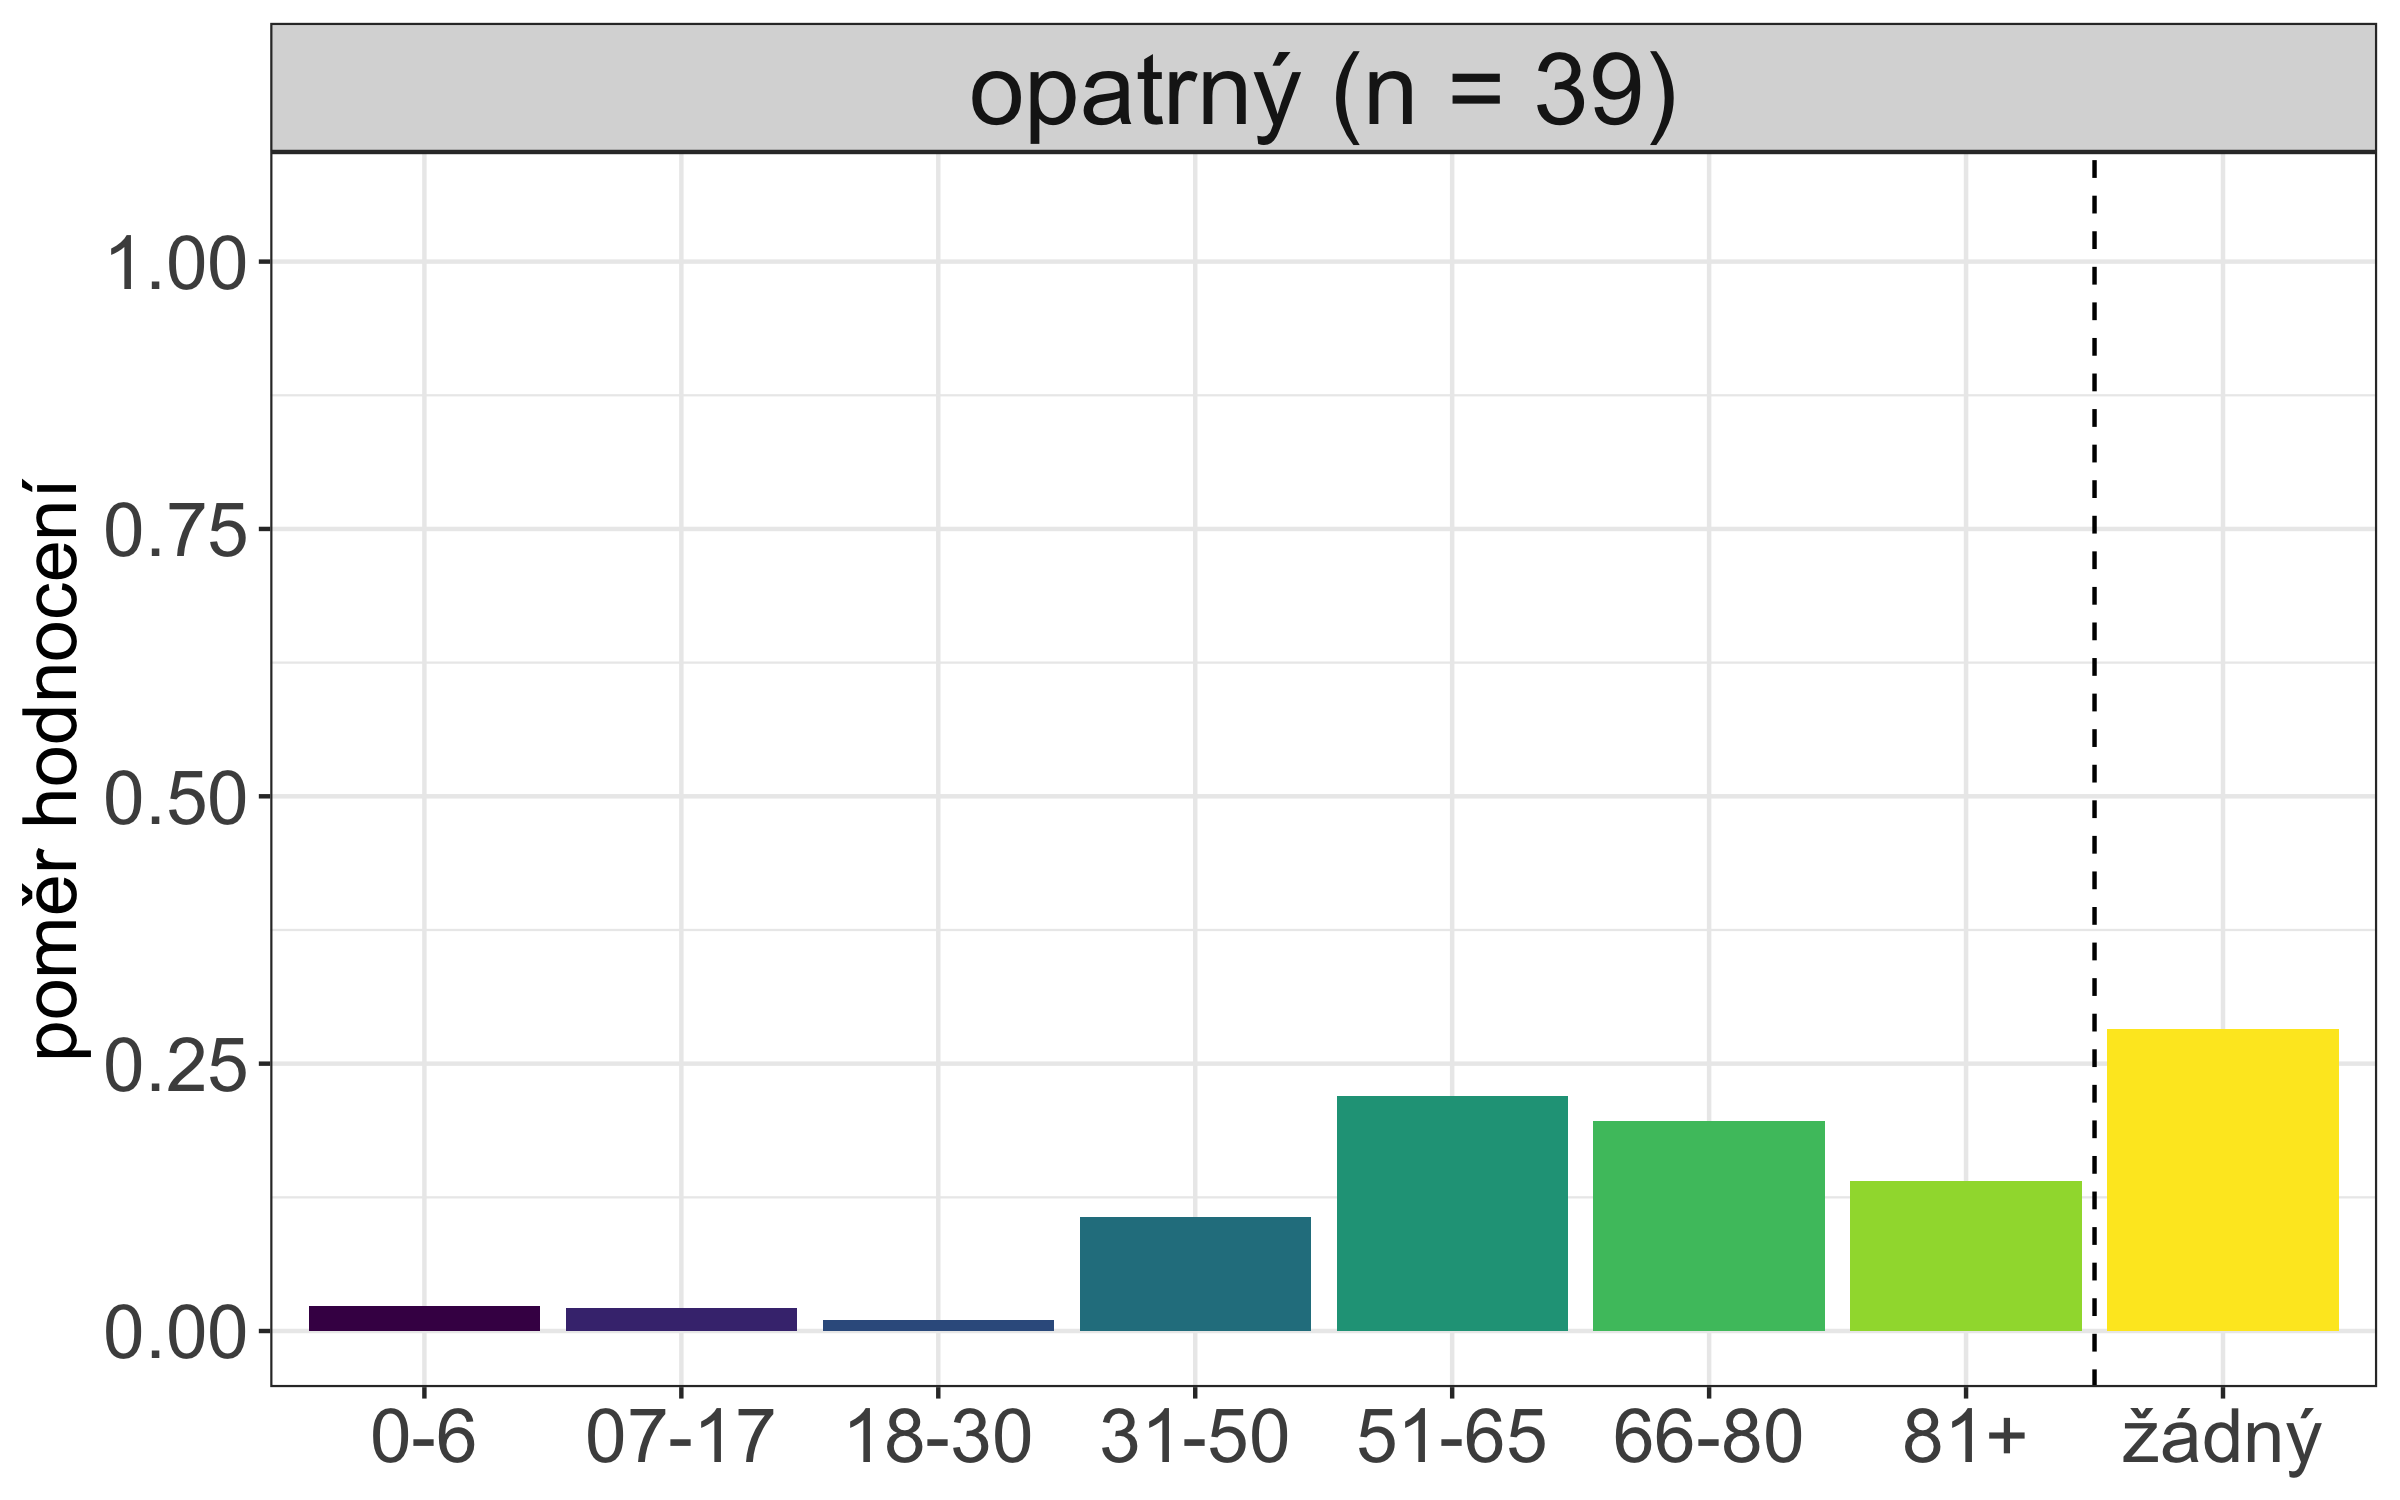 opatrný (n = 39)
poměr hodnocení
1.00
0.75
0.50
0.25
0.00
0-6 07-17 18-30 31-50 51-65 66-80 81+ žádný